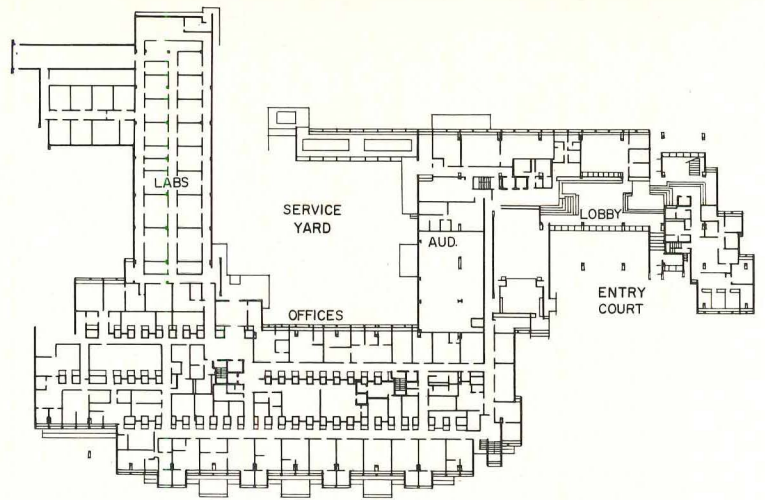 LABS
SERVICE
YARD
AUD.
LOBBY
ENTRY
COURT
OFFICES